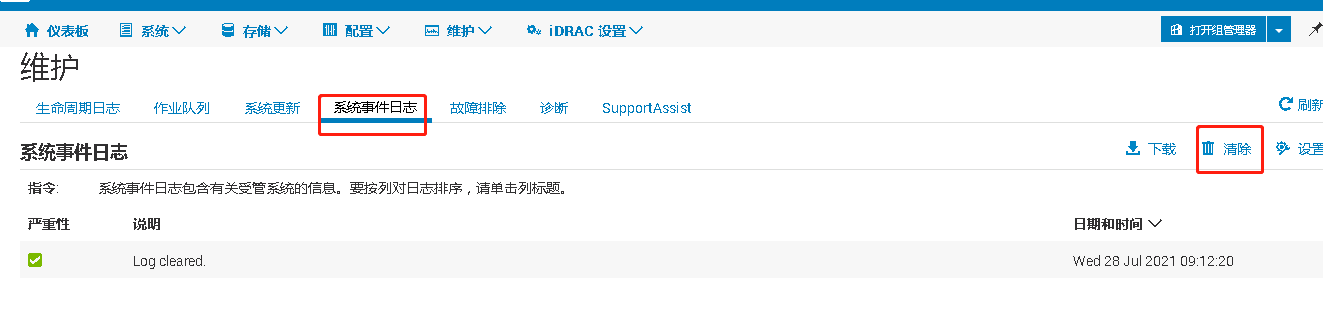 仪表板 系统 存储 配置 维护 iDRAC 设置 打开组管理器
维护
生命周期日志 作业队列 系统更新 系统事件日志 故障排除 诊断 SupportAssist 刷新
系统事件日志 下载 清除 设置
指令: 系统事件日志包含有关受管系统的信息。要按列对日志排序，请单击列标题。
严重性 说明 日期和时间
Log cleared. Wed 28 Jul 2021 09:12:20